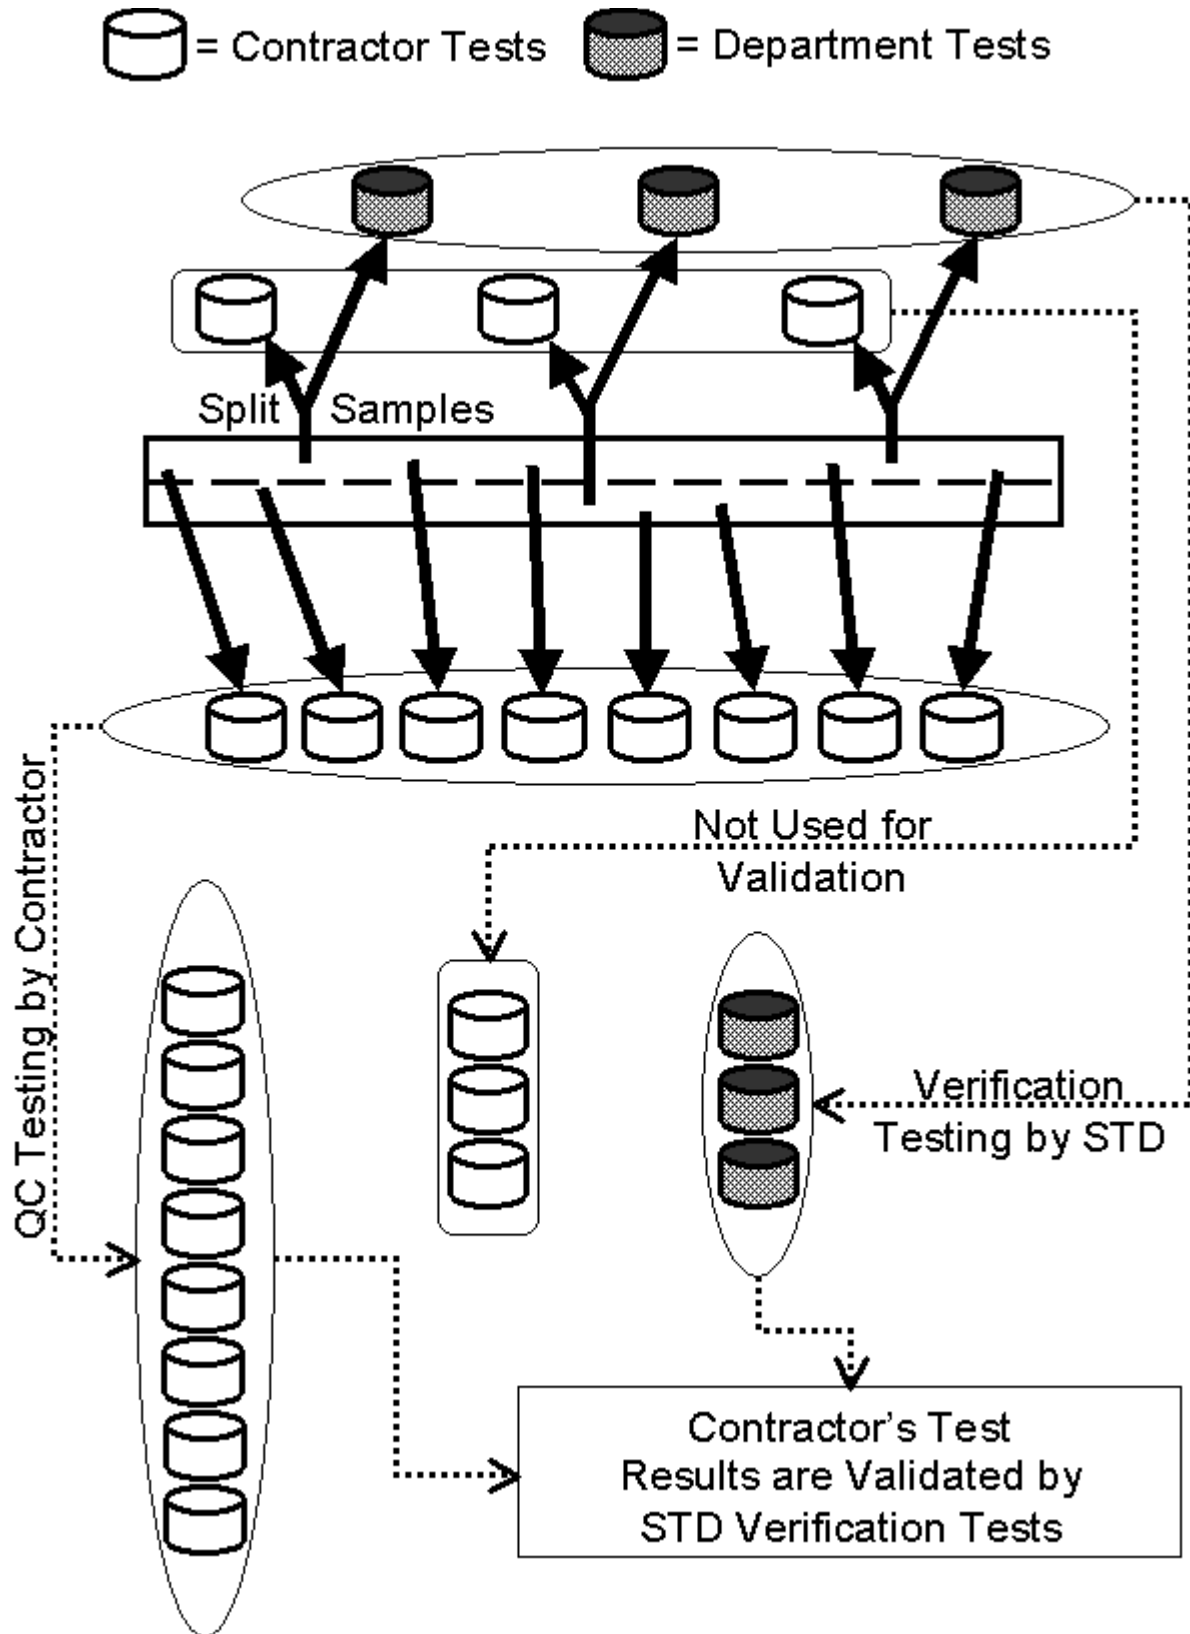 = Contractor Tests
= Department Tests
Split Samples
QC Testing by Contractor
Not Used for
Validation
Verification
Testing by STD
Contractor’s Test
Results are Validated by
STD Verification Tests